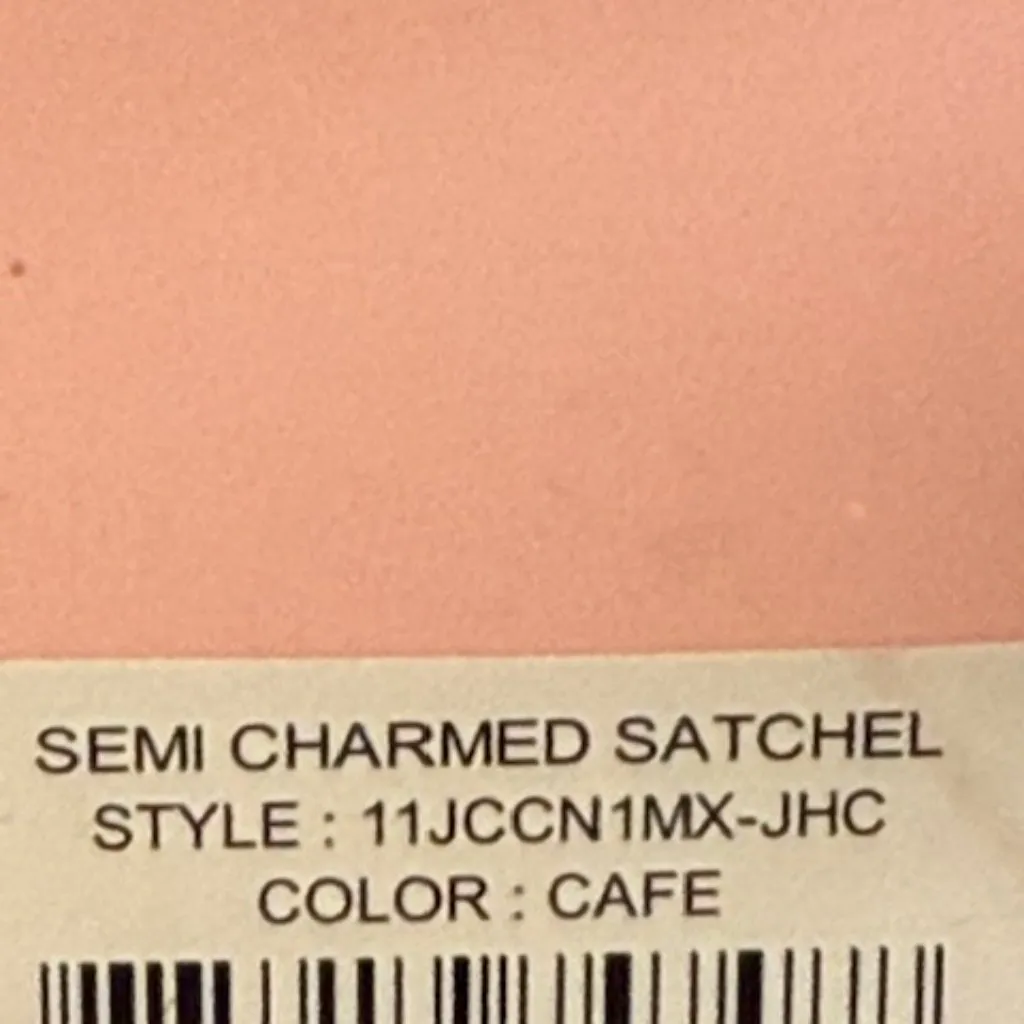 SEMI CHARMED SATCHEL
STYLE : 11JCCN1MX-JHC
COLOR : CAFE